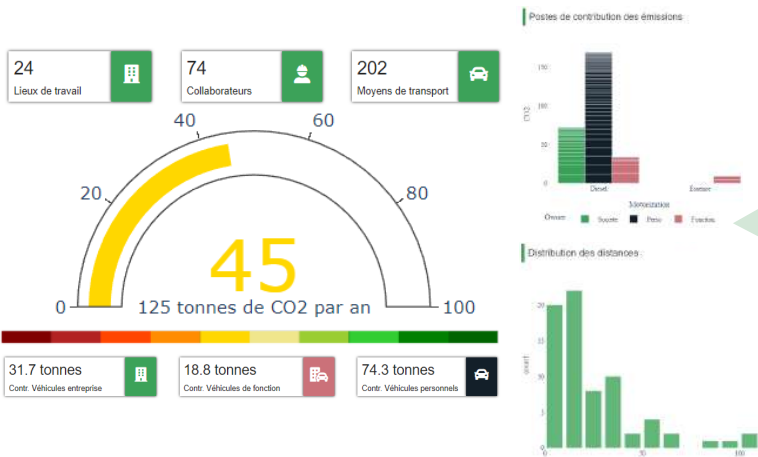 24
Lieux de travail
74
Collaborateurs
202
Moyens de transport
0
20
40
60
80
100
45
125 tonnes de CO2 par an
31.7 tonnes
Contr. Véhicules entreprise
18.8 tonnes
Contr. Véhicules de fonction
74.3 tonnes
Contr. Véhicules personnels
Postes de contribution des émissions
150
100
50
0
Diesel
Essence
Motorization
Société
Perso
Fonction
Distribution des distances
20
15
10
5
0
count
0
50
100